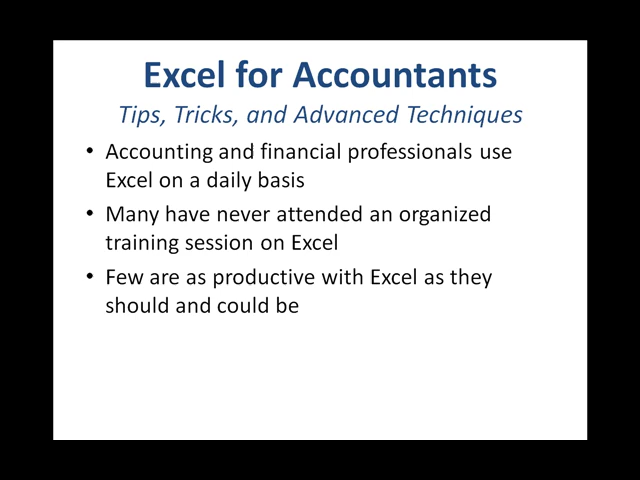 Excel for Accountants
Tips, Tricks, and Advanced Techniques
• Accounting and financial professionals use
Excel on a daily basis
• Many have never attended an organized
training session on Excel
• Few are as productive with Excel as they
should and could be